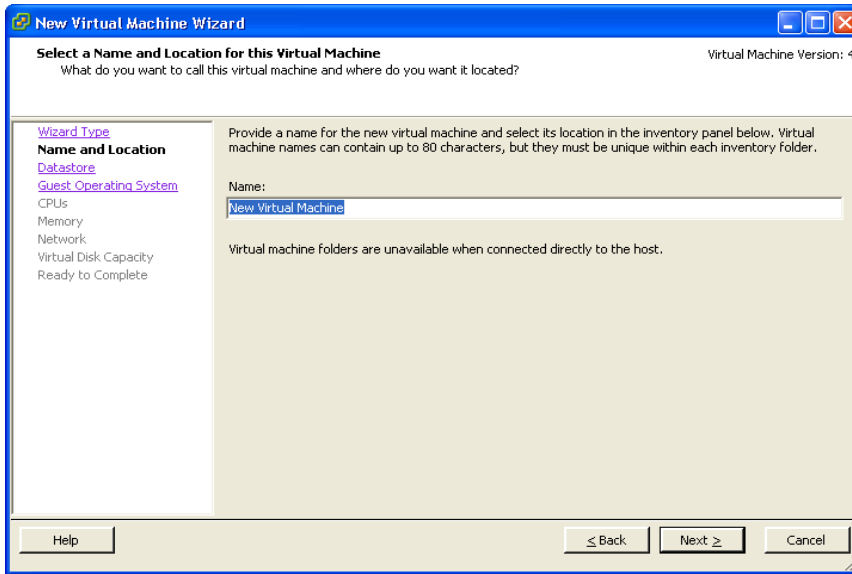 New Virtual Machine Wizard
Select a Name and Location for this Virtual Machine
What do you want to call this virtual machine and where do you want it located?
Virtual Machine Version: 4
Wizard Type
Name and Location
Datastore
Guest Operating System
CPUs
Memory
Network
Virtual Disk Capacity
Ready to Complete
Provide a name for the new virtual machine and select its location in the inventory panel below. Virtual
machine names can contain up to 80 characters, but they must be unique within each inventory folder.
Name:
New Virtual Machine
Virtual machine folders are unavailable when connected directly to the host.
Help
< Back
Next >
Cancel